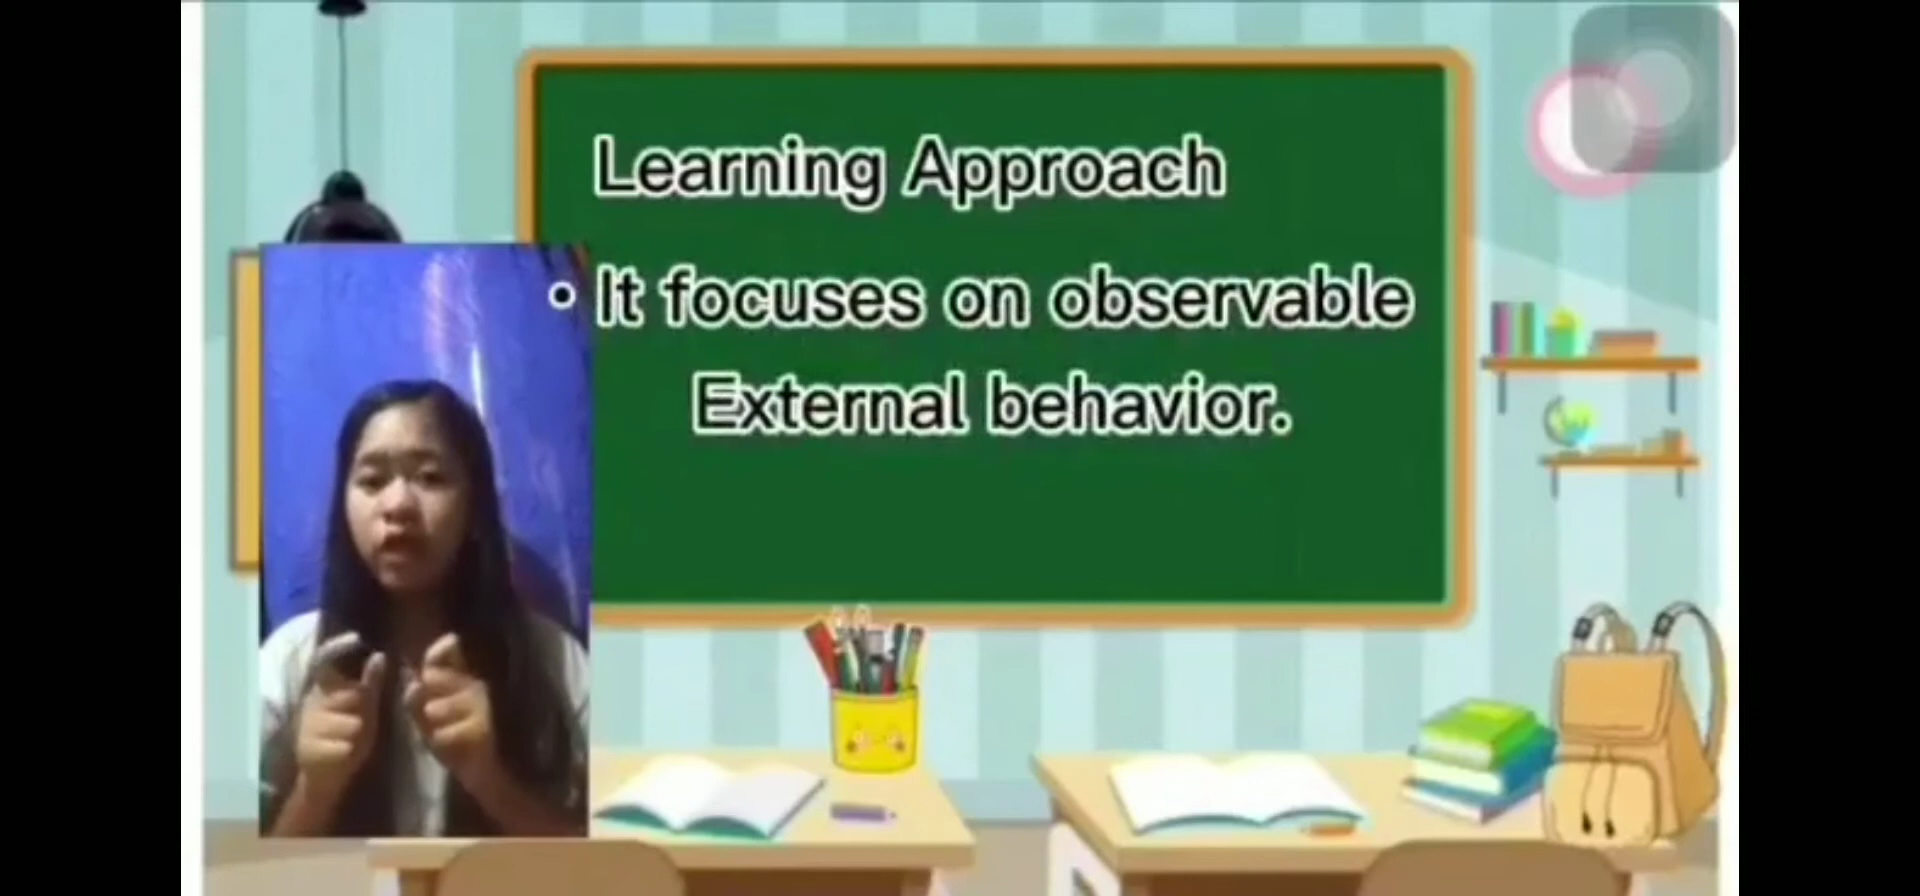 Learning Approach
• It focuses on observable
External behavior.